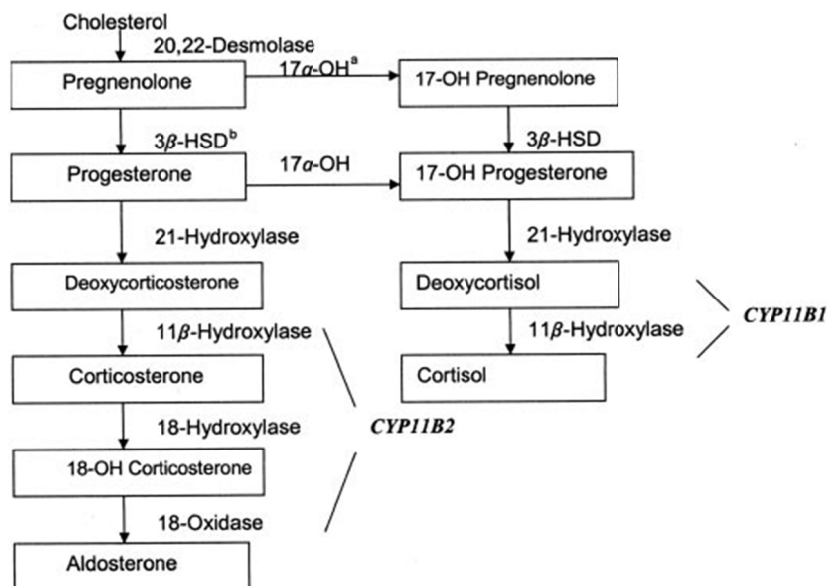 Cholesterol
20,22-Desmolase
Pregnenolone
17α-OHᵃ
17-OH Pregnenolone
3β-HSDᵇ
3β-HSD
Progesterone
17α-OH
17-OH Progesterone
21-Hydroxylase
21-Hydroxylase
Deoxycorticosterone
Deoxycortisol
11β-Hydroxylase
11β-Hydroxylase
CYP11B1
Corticosterone
Cortisol
18-Hydroxylase
CYP11B2
18-OH Corticosterone
18-Oxidase
Aldosterone